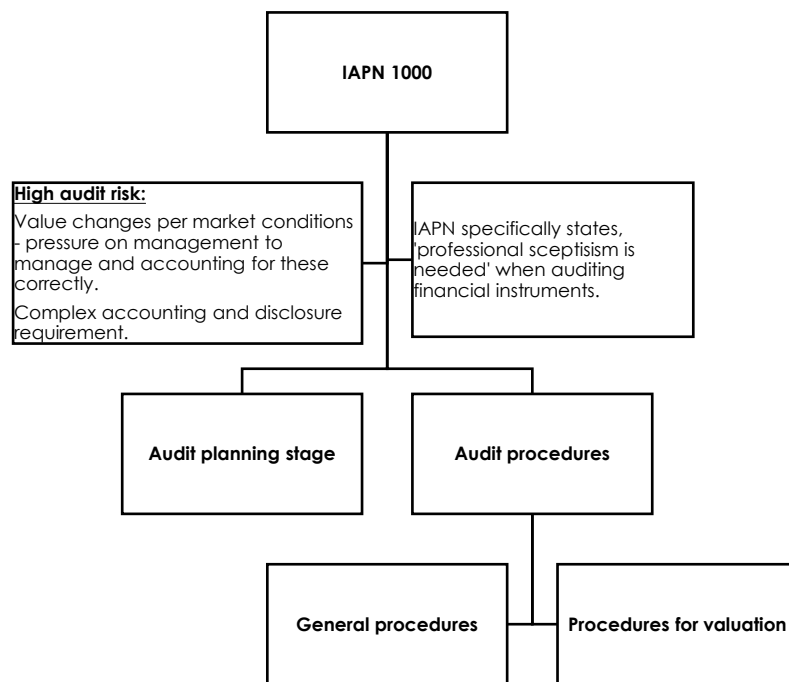 IAPN 1000
High audit risk:
Value changes per market conditions
- pressure on management to
manage and accounting for these
correctly.
Complex accounting and disclosure
requirement.
IAPN specifically states,
'professional sceptisism is
needed' when auditing
financial instruments.
Audit planning stage
Audit procedures
General procedures
Procedures for valuation